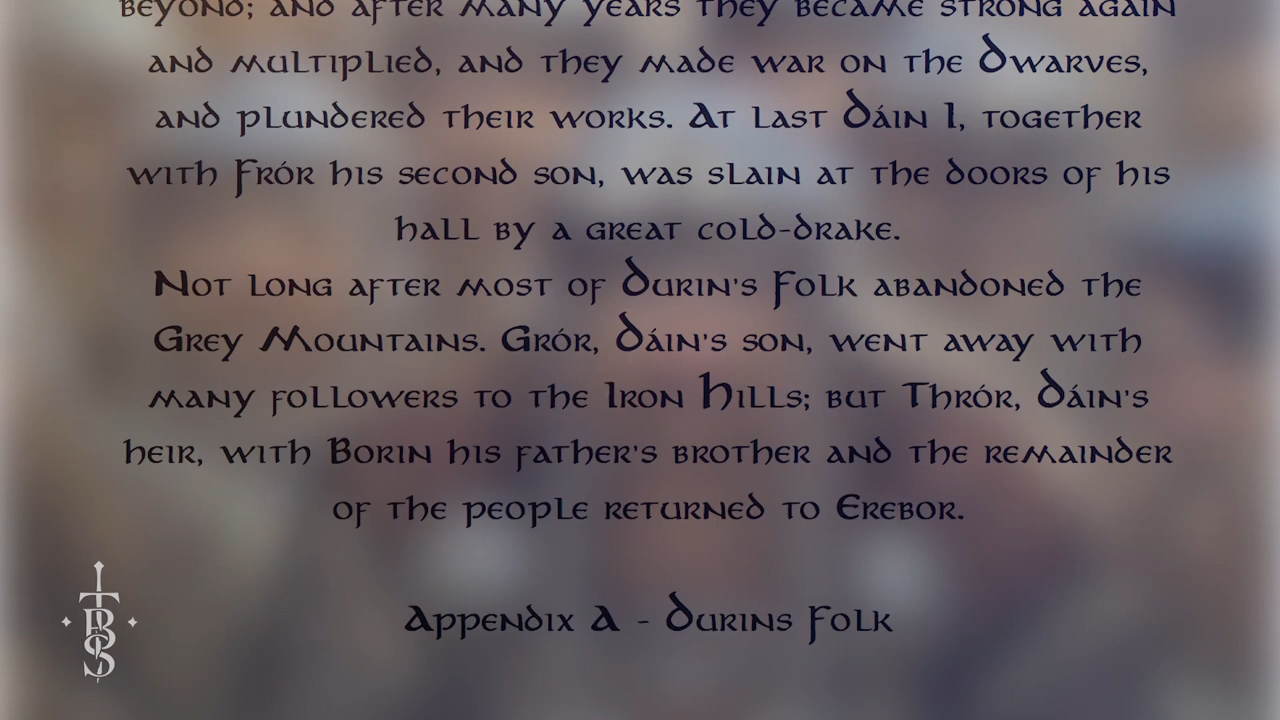 beyond; and after many years they became strong again
and multiplied, and they made war on the Dwarves,
and plundered their works. At last Dáin I, together
with Frór his second son, was slain at the doors of his
hall by a great cold-drake.
Not long after most of Durin's Folk abandoned the
Grey Mountains. Grór, Dáin's son, went away with
many followers to the Iron Hills; but Thrór, Dáin's
heir, with Borin his father's brother and the remainder
of the people returned to Erebor.
Appendix A - Durins Folk
TBS